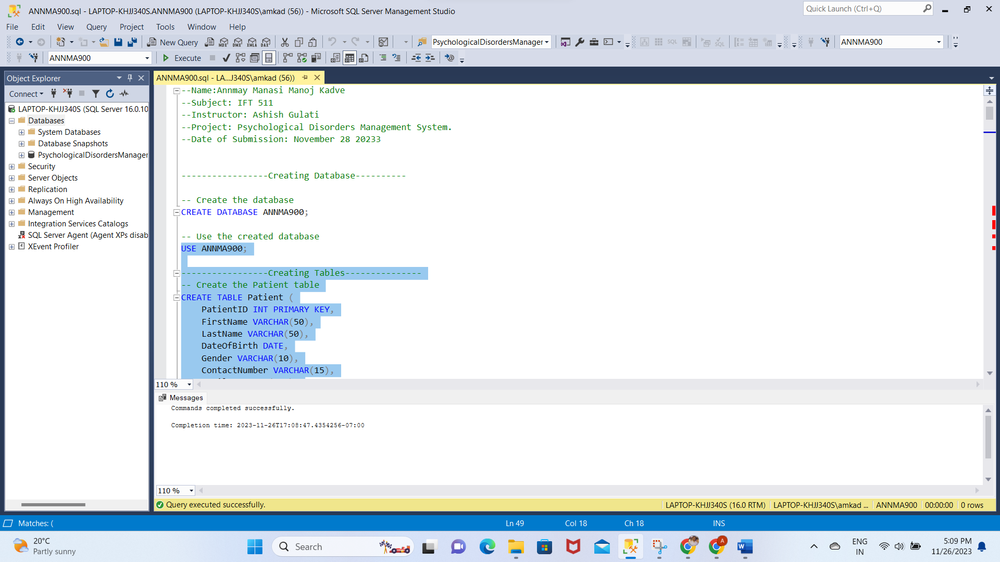 ANNMA900.sql - LAPTOP-KHJJ340S.ANNMA900 (LAPTOP-KHJJ340S\amkad (56)) - Microsoft SQL Server Management Studio
Quick Launch (Ctrl+Q)
File Edit View Query Project Tools Window Help
New Query
MDX DMX XMLA DAX
PsychologicalDisordersManager
SQL
SQL
ANNMA900
ANNMA900
Execute
Object Explorer
Connect
LAPTOP-KHJJ340S (SQL Server 16.0.10
Databases
System Databases
Database Snapshots
PsychologicalDisordersManager
Security
Server Objects
Replication
Always On High Availability
Management
Integration Services Catalogs
SQL Server Agent (Agent XPs disab
XEvent Profiler
ANNMA900.sql - LA...J340S\amkad (56))
--Name:Annmay Manasi Manoj Kadve
--Subject: IFT 511
--Instructor: Ashish Gulati
--Project: Psychological Disorders Management System.
--Date of Submission: November 28 20233
-----------------Creating Database----------
-- Create the database
CREATE DATABASE ANNMA900;
-- Use the created database
USE ANNMA900;
-----------------Creating Tables---------------
-- Create the Patient table
CREATE TABLE Patient (
PatientID INT PRIMARY KEY,
FirstName VARCHAR(50),
LastName VARCHAR(50),
DateOfBirth DATE,
Gender VARCHAR(10),
ContactNumber VARCHAR(15),
110 %
Messages
Commands completed successfully.
Completion time: 2023-11-26T17:08:47.4354256-07:00
110 %
Query executed successfully.
LAPTOP-KHJJ340S (16.0 RTM) LAPTOP-KHJJ340S\amkad ... ANNMA900 00:00:00 0 rows
Matches: (
Ln 49 Col 18 Ch 18 INS
20°C
Partly sunny
Search
A
W
ENG
IN
5:09 PM
11/26/2023